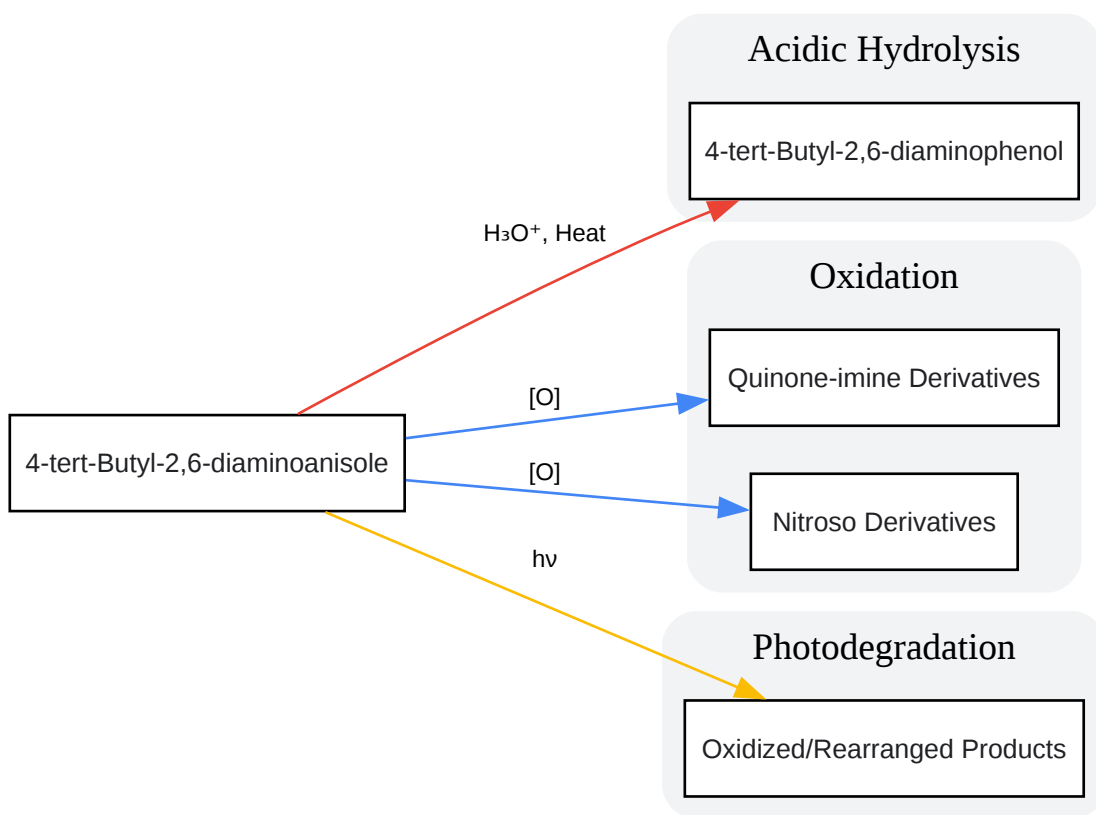 Acidic Hydrolysis
4-tert-Butyl-2,6-diaminophenol
H₃O⁺, Heat
Oxidation
Quinone-imine Derivatives
[O]
4-tert-Butyl-2,6-diaminoanisole
[O]
Nitroso Derivatives
hν
Photodegradation
Oxidized/Rearranged Products